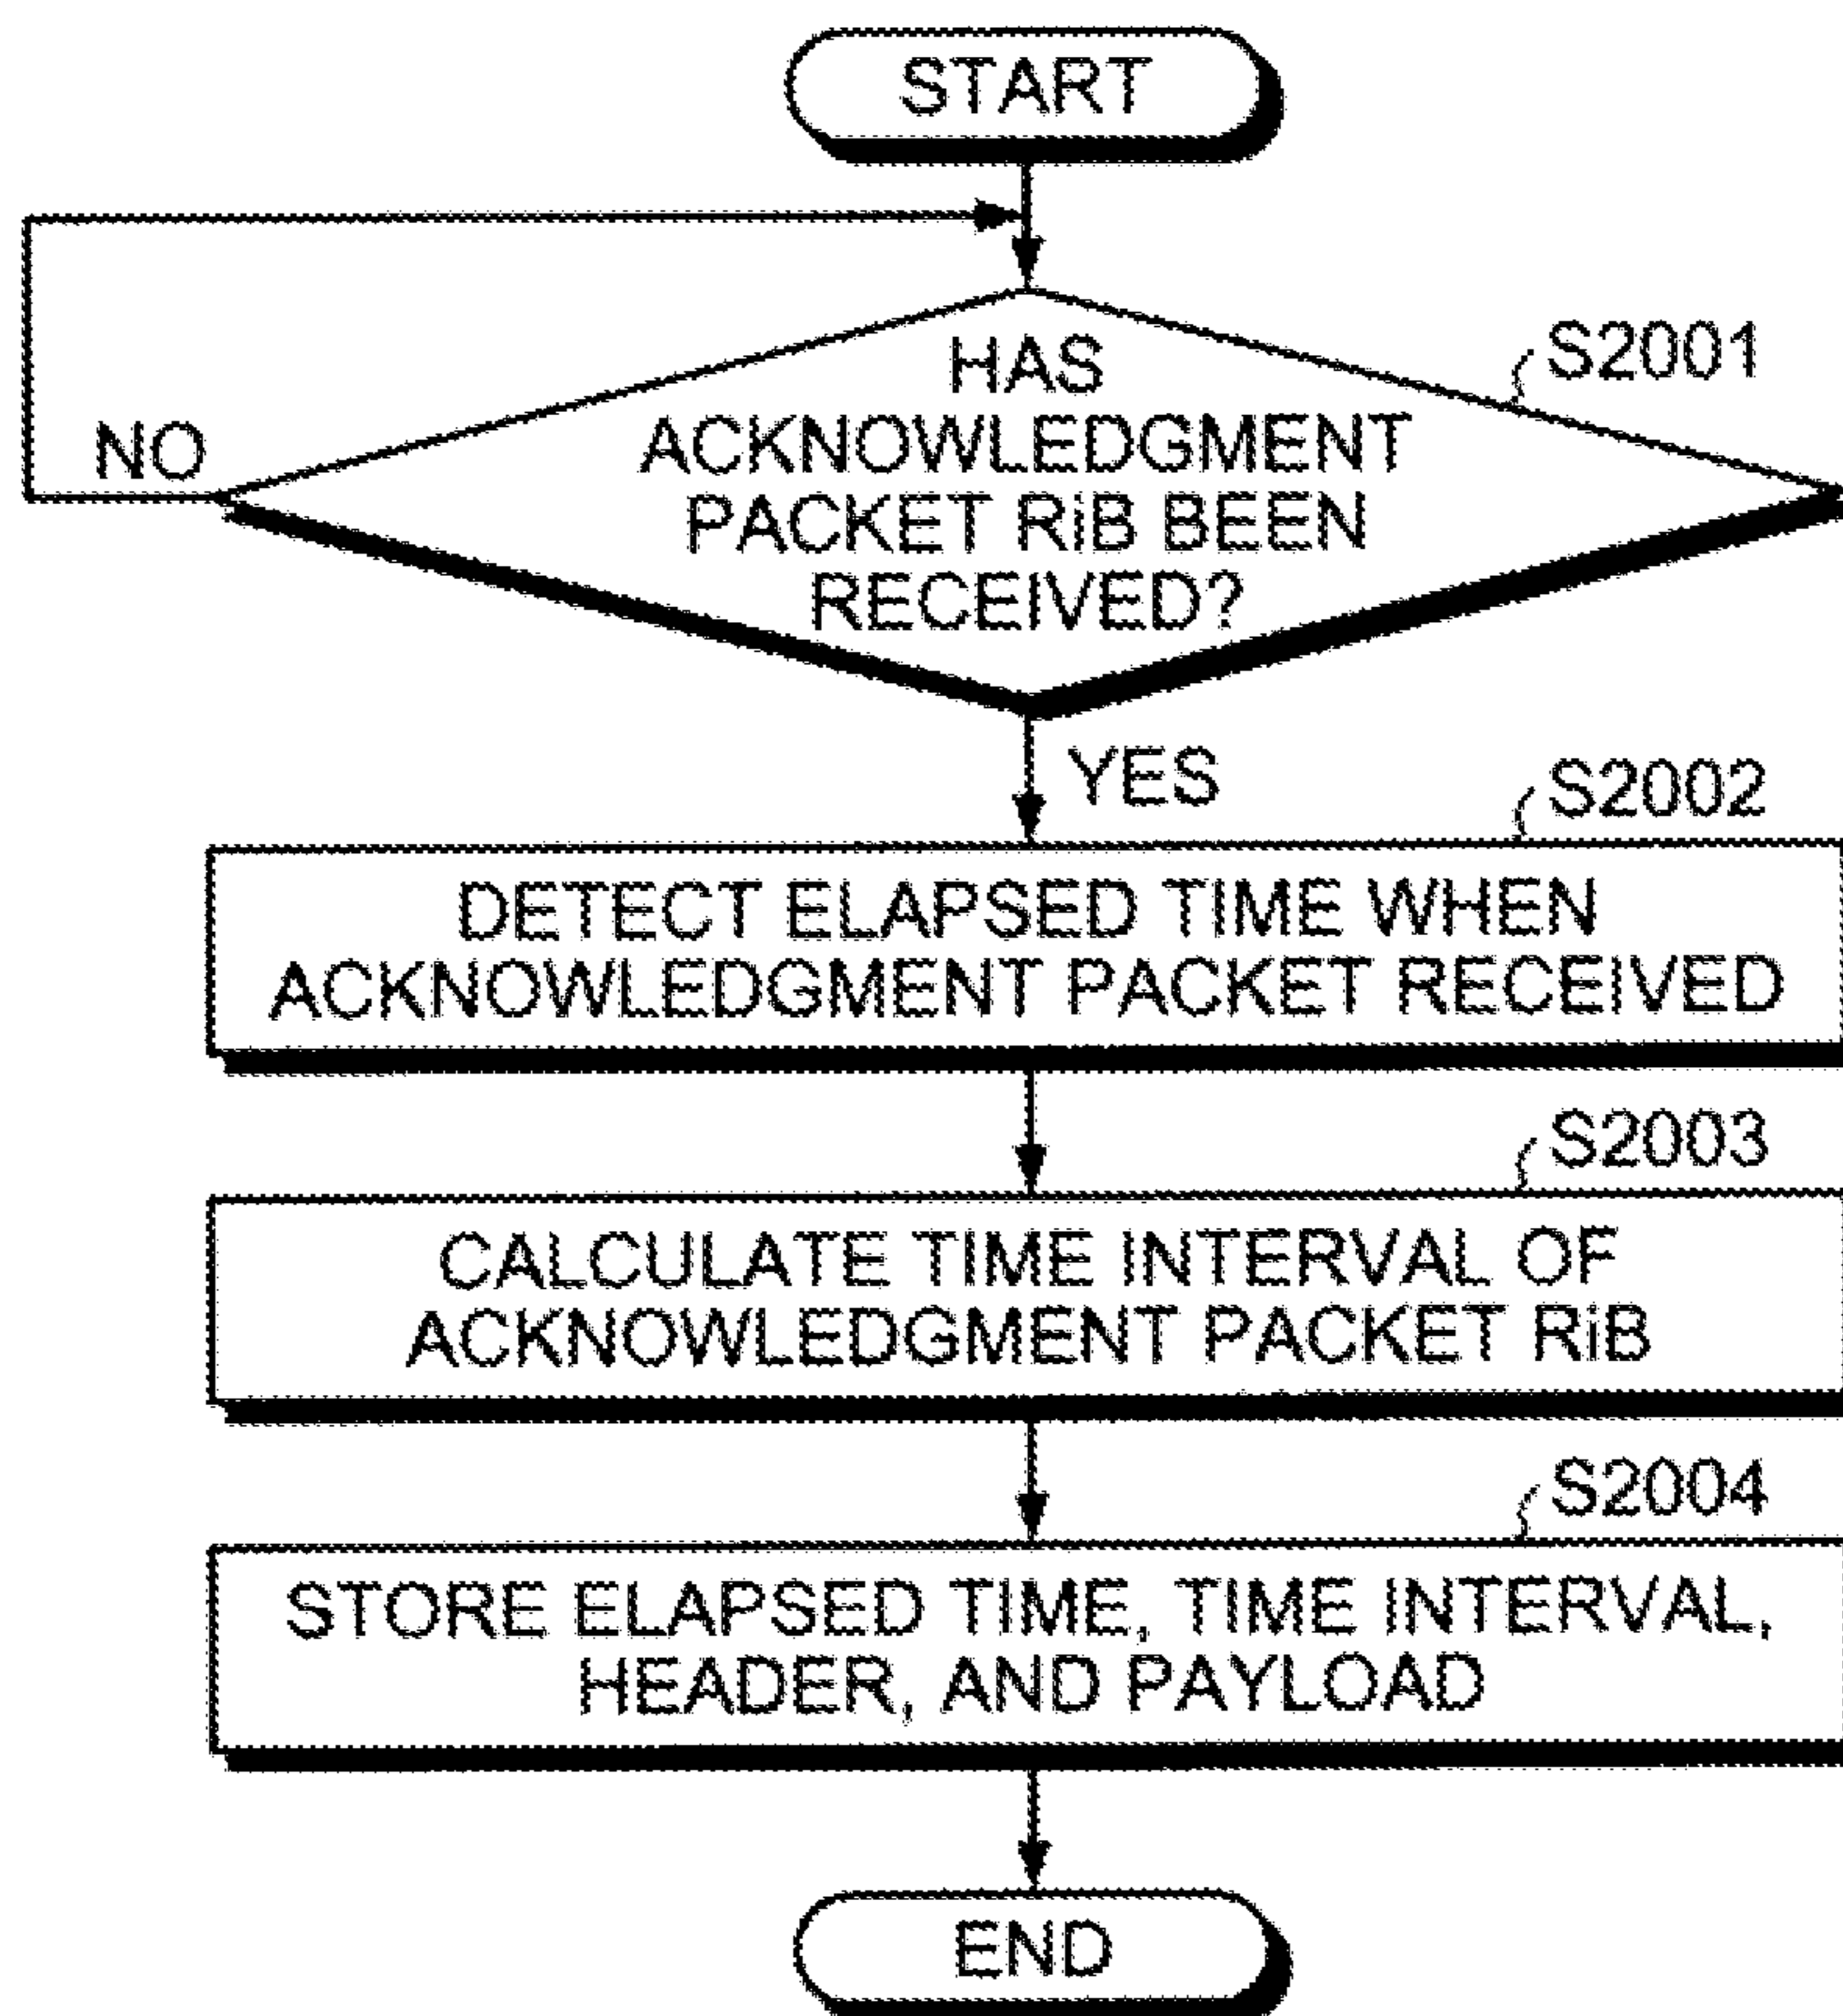 START
HAS
ACKNOWLEDGMENT
PACKET RiB BEEN
RECEIVED?
S2001
NO
YES
S2002
DETECT ELAPSED TIME WHEN
ACKNOWLEDGMENT PACKET RECEIVED
S2003
CALCULATE TIME INTERVAL OF
ACKNOWLEDGMENT PACKET RiB
S2004
STORE ELAPSED TIME, TIME INTERVAL,
HEADER, AND PAYLOAD
END